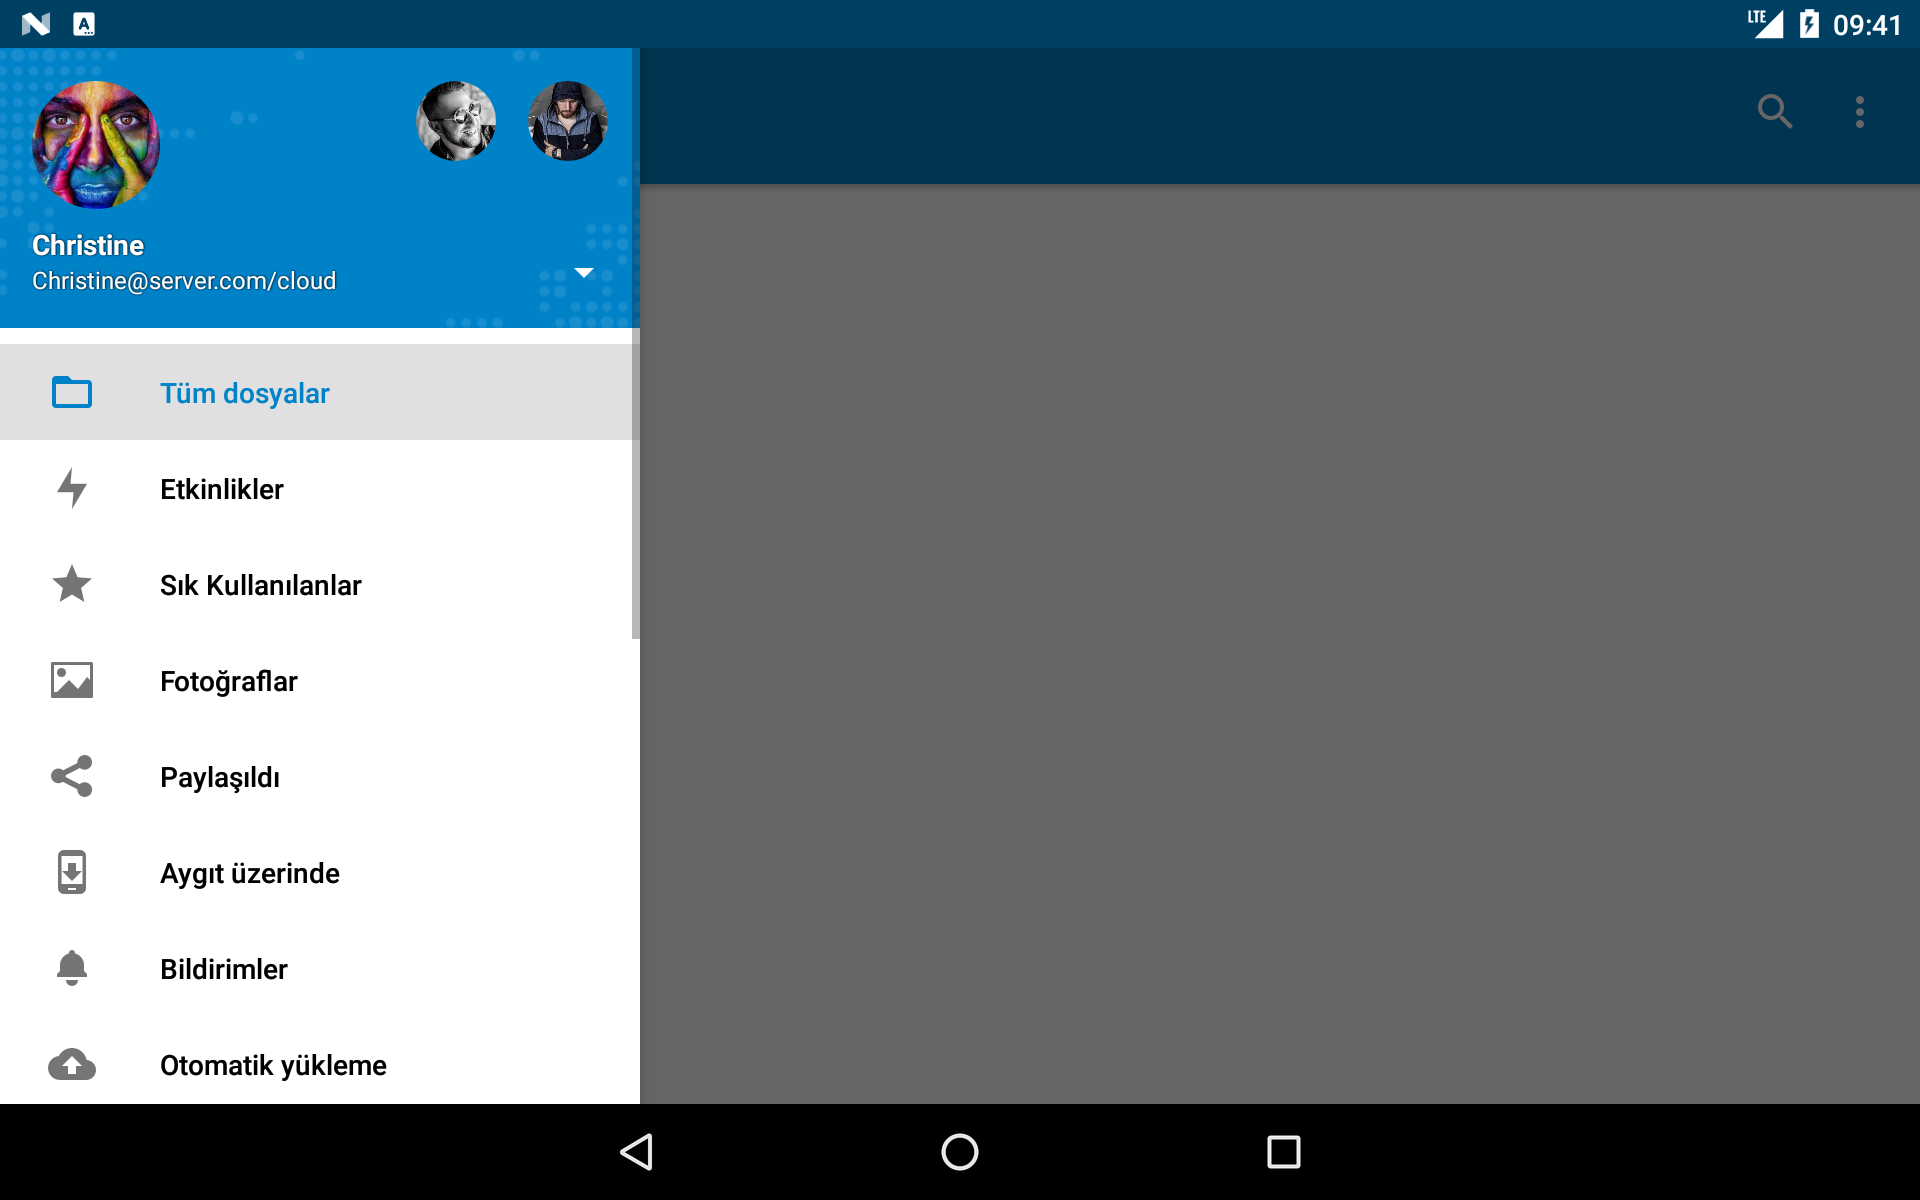 LTE 09:41
Christine
Christine@server.com/cloud
Tüm dosyalar
Etkinlikler
Sık Kullanılanlar
Fotoğraflar
Paylaşıldı
Aygıt üzerinde
Bildirimler
Otomatik yükleme